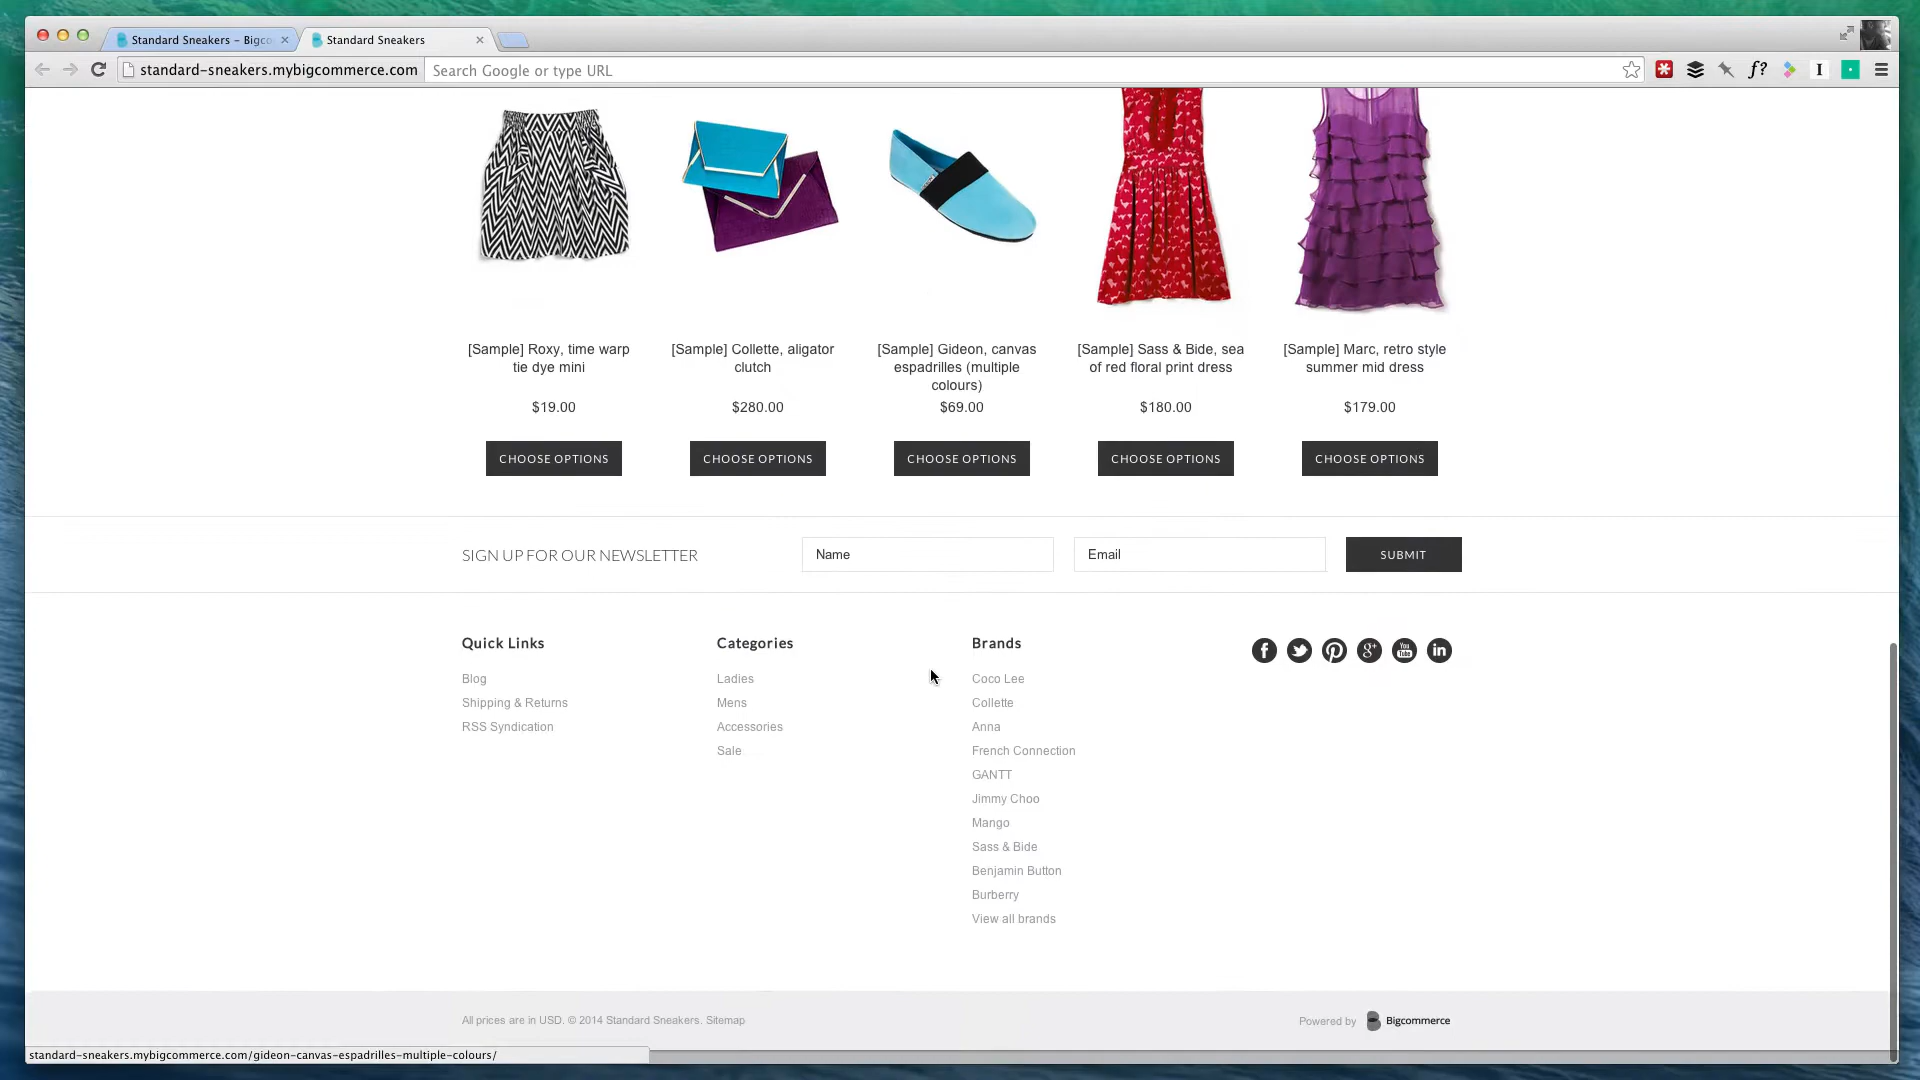 Standard Sneakers – Bigco
Standard Sneakers
standard-sneakers.mybigcommerce.com
Search Google or type URL
[Sample] Roxy, time warp
tie dye mini
$19.00
CHOOSE OPTIONS
[Sample] Collette, aligator
clutch
$280.00
CHOOSE OPTIONS
[Sample] Gideon, canvas
espadrilles (multiple
colours)
$69.00
CHOOSE OPTIONS
[Sample] Sass & Bide, sea
of red floral print dress
$180.00
CHOOSE OPTIONS
[Sample] Marc, retro style
summer mid dress
$179.00
CHOOSE OPTIONS
SIGN UP FOR OUR NEWSLETTER
Name
Email
SUBMIT
Quick Links
Blog
Shipping & Returns
RSS Syndication
Categories
Ladies
Mens
Accessories
Sale
Brands
Coco Lee
Collette
Anna
French Connection
GANTT
Jimmy Choo
Mango
Sass & Bide
Benjamin Button
Burberry
View all brands
All prices are in USD. © 2014 Standard Sneakers. Sitemap
Powered by Bigcommerce
standard-sneakers.mybigcommerce.com/gideon-canvas-espadrilles-multiple-colours/